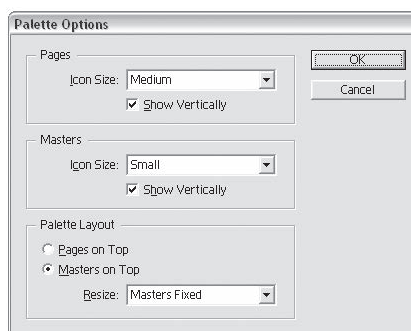 Palette Options
Pages
Icon Size: Medium
Show Vertically
OK
Cancel
Masters
Icon Size: Small
Show Vertically
Palette Layout
Pages on Top
Masters on Top
Resize: Masters Fixed